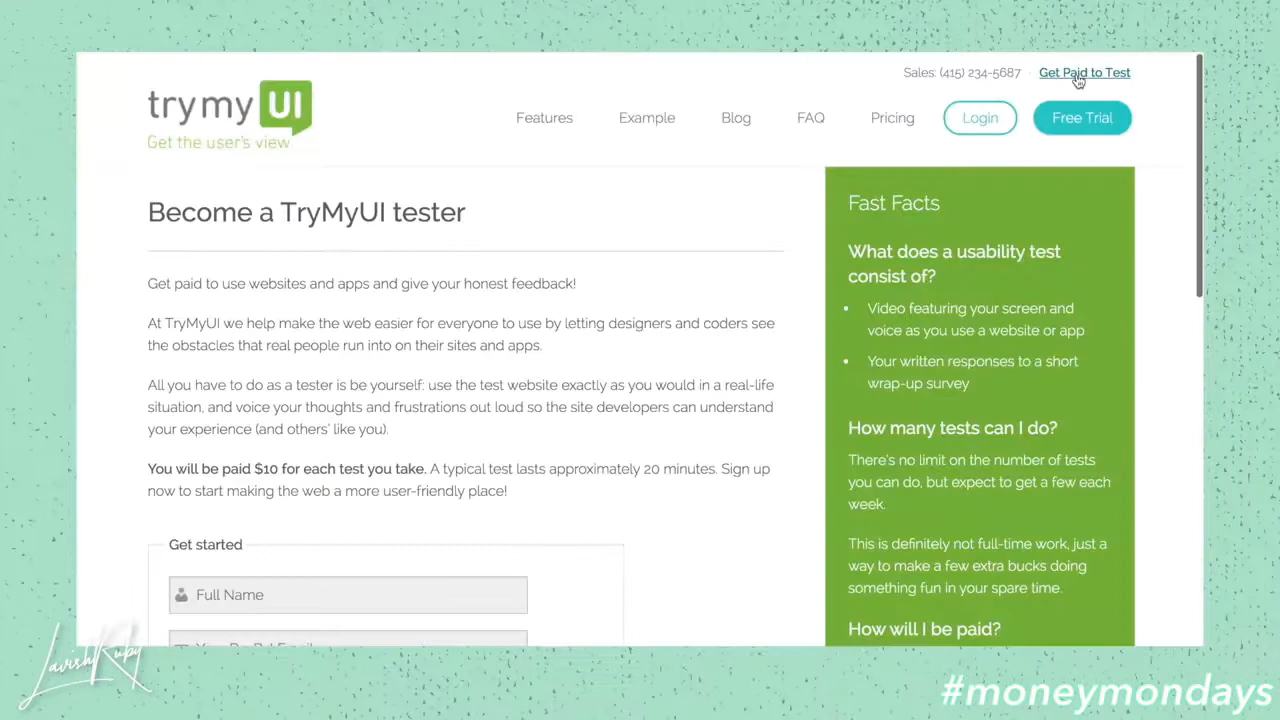 Sales: (415) 234-5687 · Get Paid to Test
trymyUI
Get the user's view
Features Example Blog FAQ Pricing Login Free Trial
Become a TryMyUI tester
Get paid to use websites and apps and give your honest feedback!
At TryMyUI we help make the web easier for everyone to use by letting designers and coders see
the obstacles that real people run into on their sites and apps.
All you have to do as a tester is be yourself: use the test website exactly as you would in a real-life
situation, and voice your thoughts and frustrations out loud so the site developers can understand
your experience (and others' like you).
You will be paid $10 for each test you take. A typical test lasts approximately 20 minutes. Sign up
now to start making the web a more user-friendly place!
Get started
Full Name
Your PayPal Email
Fast Facts
What does a usability test
consist of?
• Video featuring your screen and
voice as you use a website or app
• Your written responses to a short
wrap-up survey
How many tests can I do?
There's no limit on the number of tests
you can do, but expect to get a few each
week.
This is definitely not full-time work, just a
way to make a few extra bucks doing
something fun in your spare time.
How will I be paid?
LavishRuby
#moneymondays